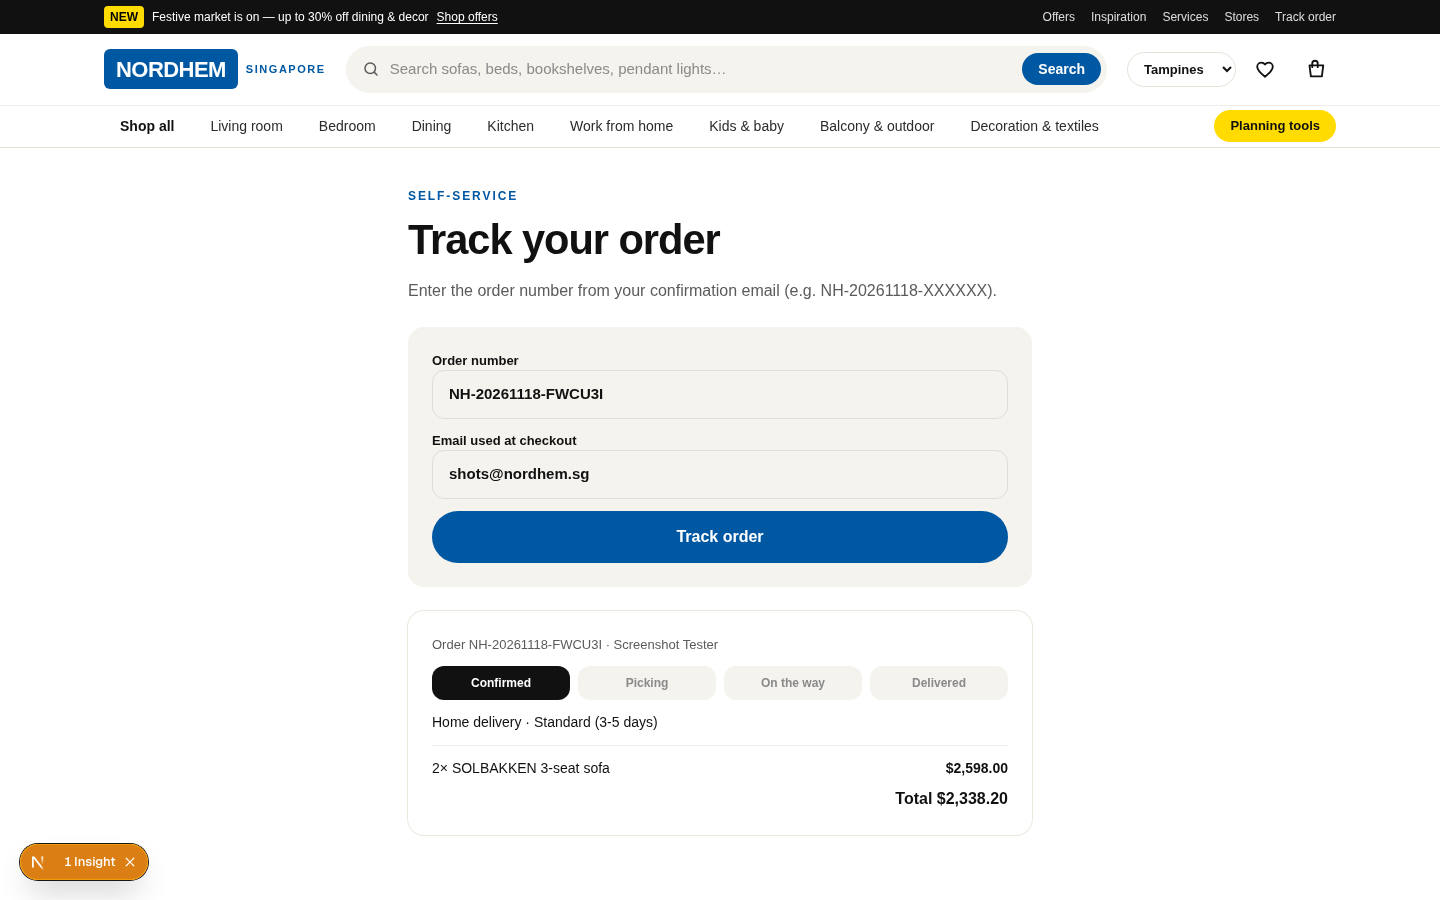 NEW Festive market is on — up to 30% off dining & decor Shop offers
Offers Inspiration Services Stores Track order
NORDHEM SINGAPORE
Search sofas, beds, bookshelves, pendant lights…
Search
Tampines
Shop all Living room Bedroom Dining Kitchen Work from home Kids & baby Balcony & outdoor Decoration & textiles
Planning tools
SELF-SERVICE
Track your order
Enter the order number from your confirmation email (e.g. NH-20261118-XXXXXX).
Order number
NH-20261118-FWCU3I
Email used at checkout
shots@nordhem.sg
Track order
Order NH-20261118-FWCU3I · Screenshot Tester
Confirmed Picking On the way Delivered
Home delivery · Standard (3-5 days)
2× SOLBAKKEN 3-seat sofa $2,598.00
Total $2,338.20
1 Insight